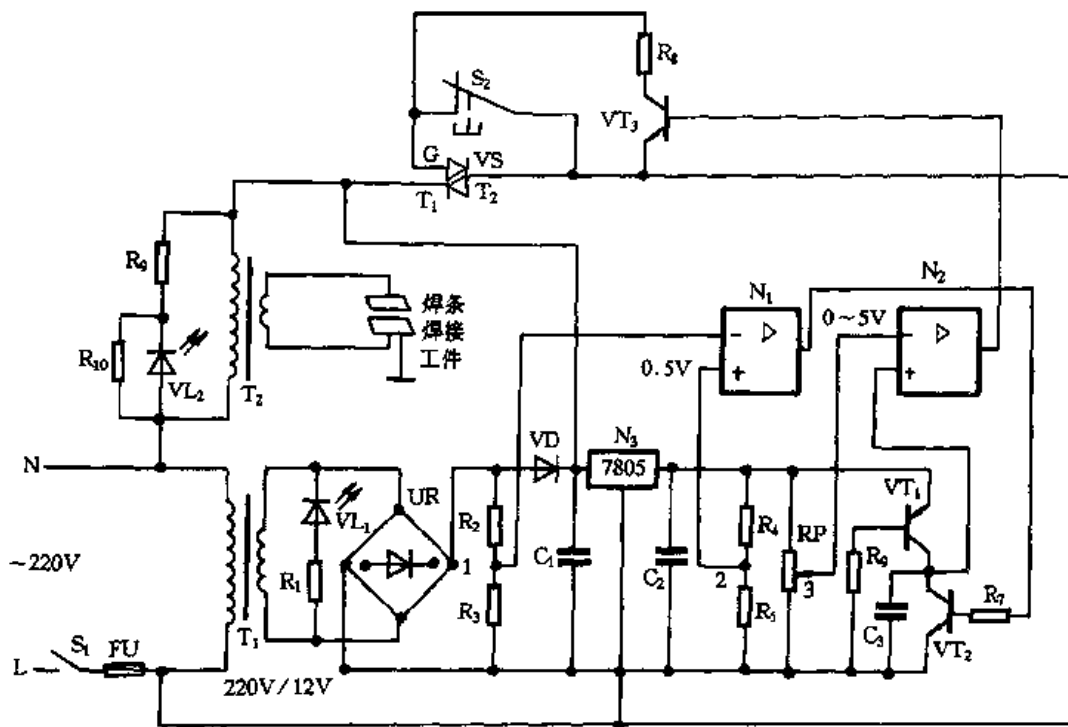 R₈
S₂
VT₃
G
VS
T₁
T₂
R₉
N₁
N₂
焊条
焊接
工件
0～5V
－
▷
－
▷
R₁₀
VL₂
T₂
0.5V
＋
＋
N
VD
N₃
7805
UR
VT₁
VL₁
R₂
R₄
RP
～220V
R₁
1
C₁
C₂
2
3
R₉
R₃
R₅
C₃
R₇
T₁
VT₂
L
S₁
FU
220V/12V